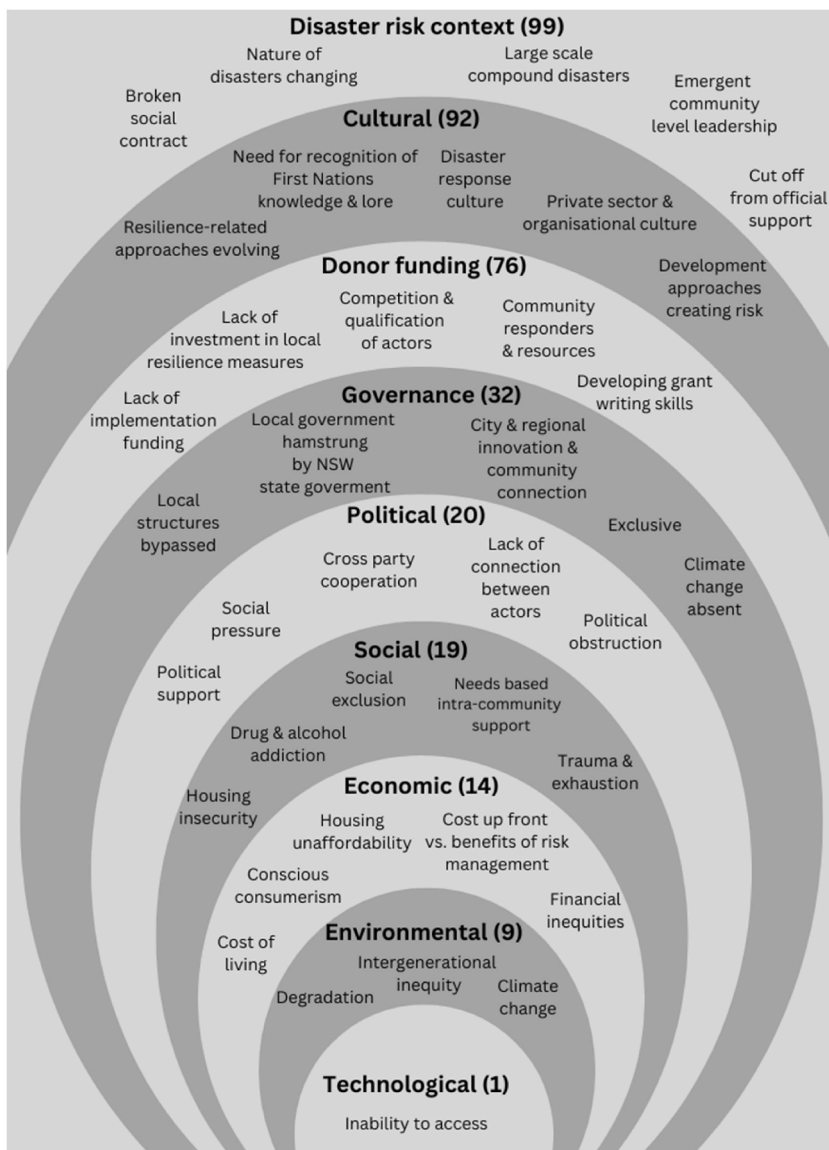 Disaster risk context (99)
Nature of
disasters changing
Large scale
compound disasters
Broken
social
contract
Emergent
community
level leadership
Cut off
from official
support
Cultural (92)
Need for recognition of
First Nations
knowledge & lore
Disaster
response
culture
Private sector &
organisational culture
Resilience-related
approaches evolving
Development
approaches
creating risk
Donor funding (76)
Competition &
qualification
of actors
Community
responders
& resources
Lack of
investment in local
resilience measures
Developing grant
writing skills
Lack of
implementation
funding
Governance (32)
Local government
hamstrung
by NSW
state goverment
City & regional
innovation &
community
connection
Local
structures
bypassed
Exclusive
Climate
change
absent
Political (20)
Cross party
cooperation
Lack of
connection
between
actors
Social
pressure
Political
obstruction
Political
support
Social (19)
Social
exclusion
Needs based
intra-community
support
Drug & alcohol
addiction
Trauma &
exhaustion
Housing
insecurity
Economic (14)
Housing
unaffordability
Cost up front
vs. benefits of risk
management
Conscious
consumerism
Financial
inequities
Cost of
living
Environmental (9)
Intergenerational
inequity
Degradation
Climate
change
Technological (1)
Inability to access